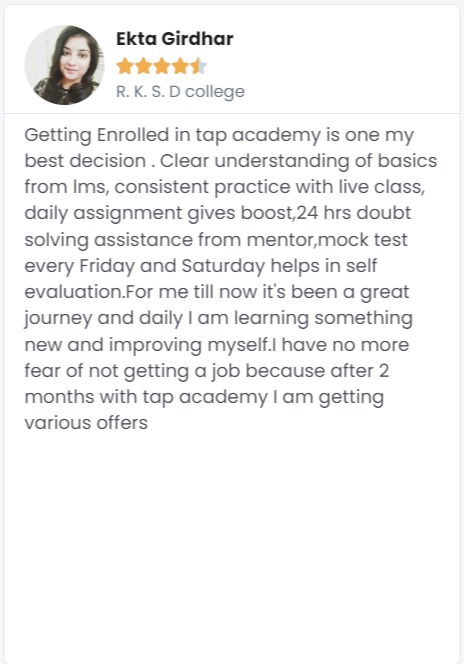 Ekta Girdhar
R. K. S. D college
Getting Enrolled in tap academy is one my
best decision . Clear understanding of basics
from lms, consistent practice with live class,
daily assignment gives boost,24 hrs doubt
solving assistance from mentor,mock test
every Friday and Saturday helps in self
evaluation.For me till now it's been a great
journey and daily I am learning something
new and improving myself.I have no more
fear of not getting a job because after 2
months with tap academy I am getting
various offers